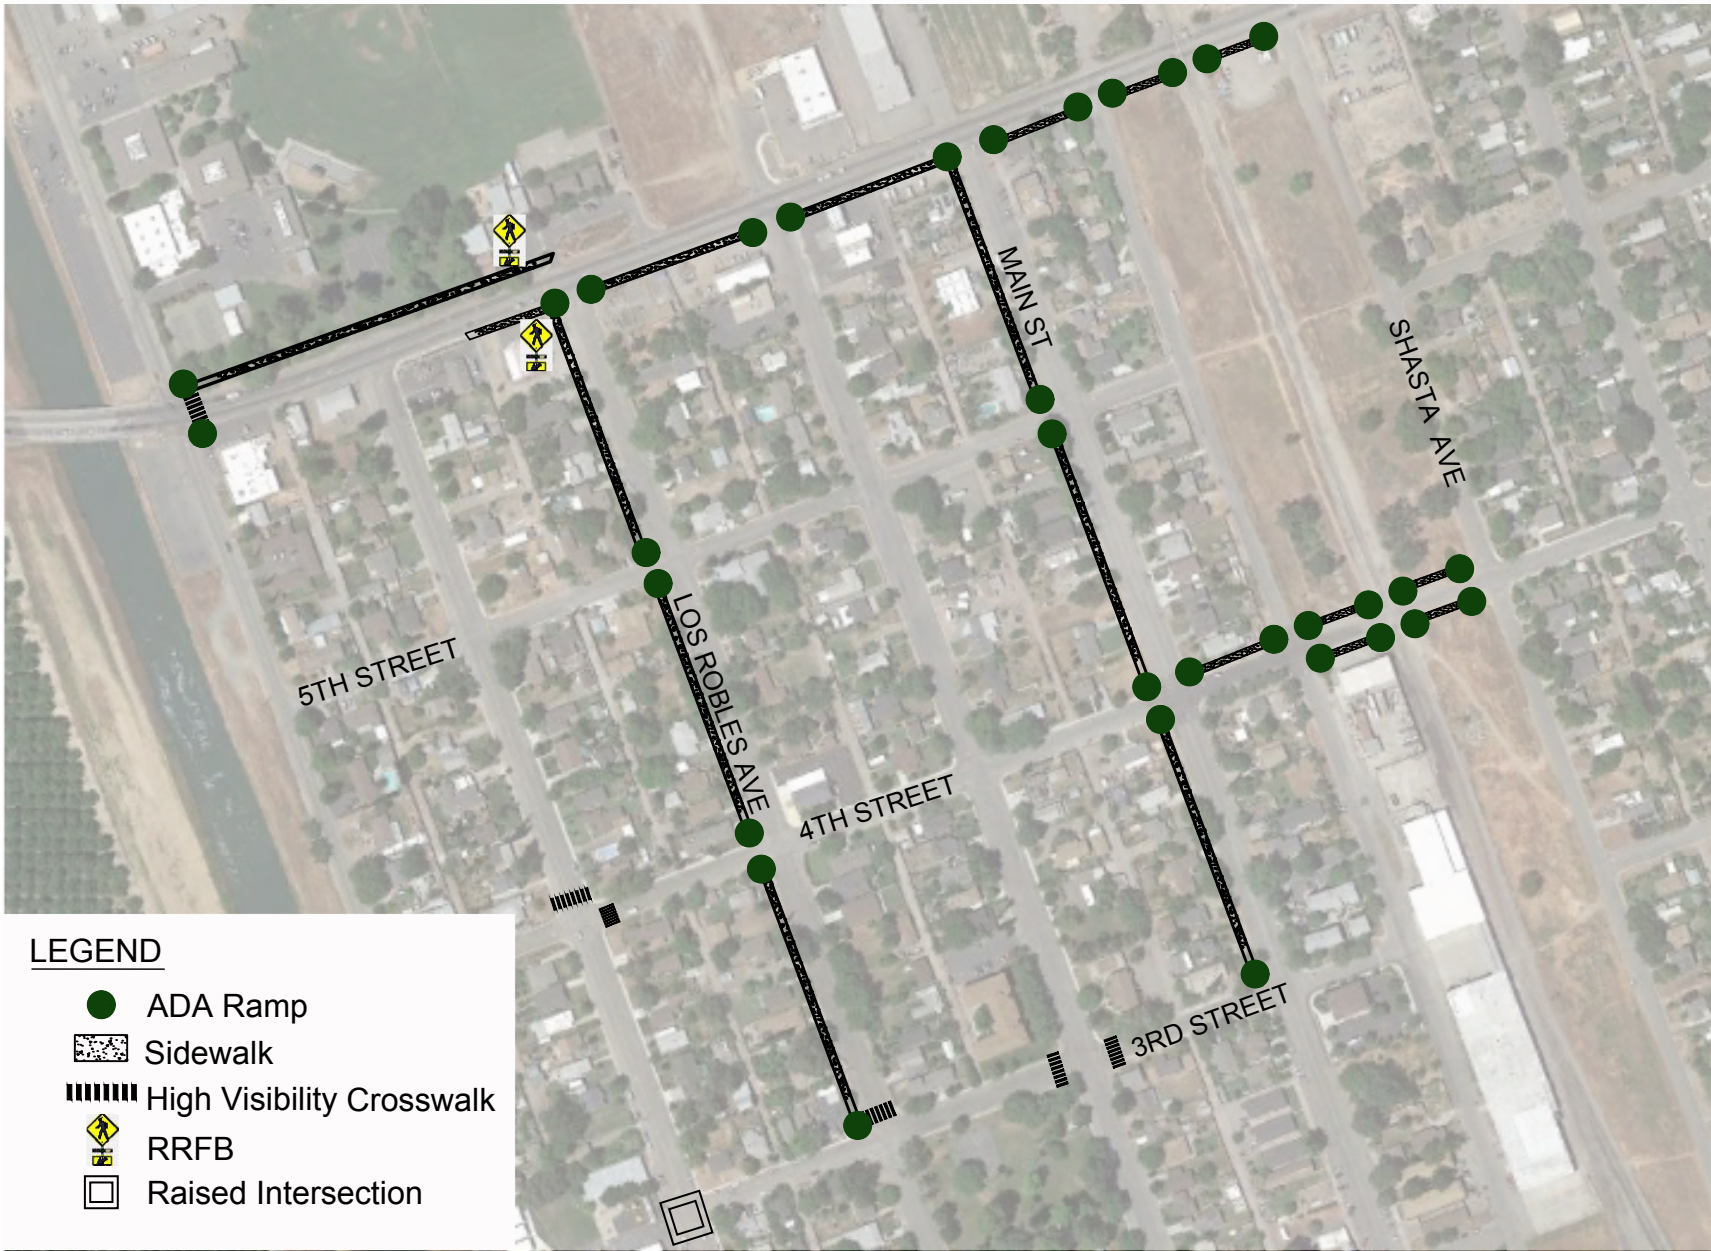 MAIN ST
SHASTA AVE
LOS ROBLES AVE
5TH STREET
4TH STREET
3RD STREET
LEGEND
ADA Ramp
Sidewalk
High Visibility Crosswalk
RRFB
Raised Intersection